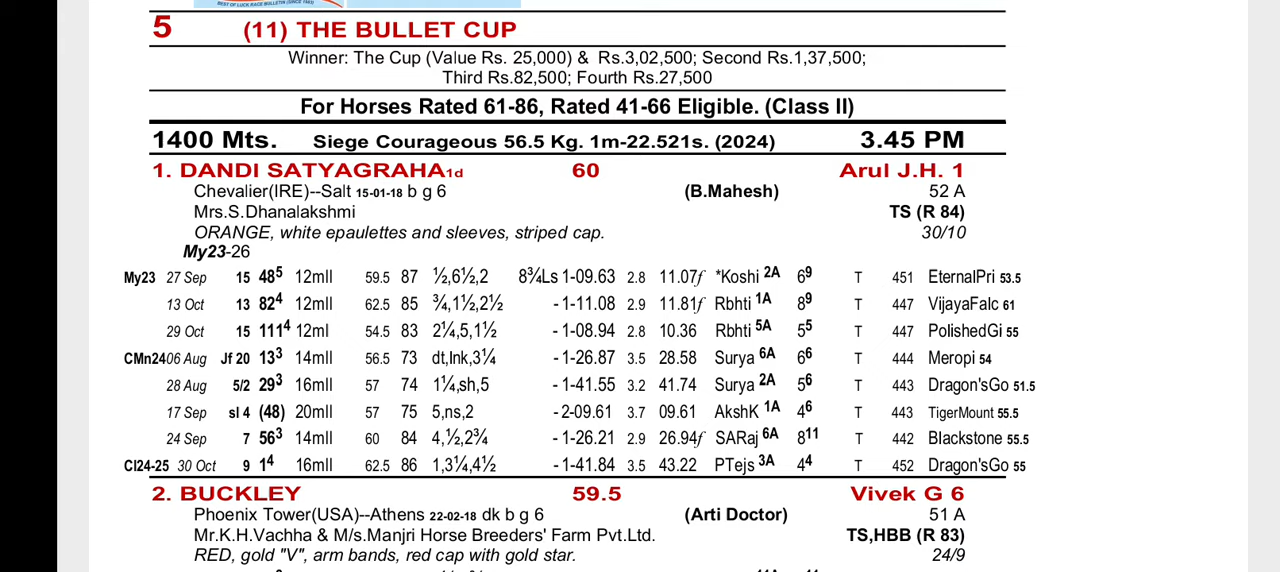 BEST OF LUCK RACE BULLETIN (SINCE 1983)
5 (11) THE BULLET CUP
Winner: The Cup (Value Rs. 25,000) & Rs.3,02,500; Second Rs.1,37,500;
Third Rs.82,500; Fourth Rs.27,500
For Horses Rated 61-86, Rated 41-66 Eligible. (Class II)
1400 Mts. Siege Courageous 56.5 Kg. 1m-22.521s. (2024) 3.45 PM
1. DANDI SATYAGRAHA1d 60 Arul J.H. 1
Chevalier(IRE)--Salt 15-01-18 b g 6 (B.Mahesh) 52 A
Mrs.S.Dhanalakshmi TS (R 84)
ORANGE, white epaulettes and sleeves, striped cap. 30/10
My23-26
My23 27 Sep 15 48⁵ 12mll 59.5 87 ½,6½,2 8¾Ls 1-09.63 2.8 11.07f *Koshi 2A 6⁹ T 451 EternalPri 53.5
13 Oct 13 82⁴ 12mll 62.5 85 ¾,1½,2½ - 1-11.08 2.9 11.81f Rbhti 1A 8⁹ T 447 VijayaFalc 61
29 Oct 15 111⁴ 12ml 54.5 83 2¼,5,1½ - 1-08.94 2.8 10.36 Rbhti 5A 5⁵ T 447 PolishedGi 55
CMn24 06 Aug Jf 20 13³ 14mll 56.5 73 dt,lnk,3¼ - 1-26.87 3.5 28.58 Surya 6A 6⁶ T 444 Meropi 54
28 Aug 5/2 29³ 16mll 57 74 1¼,sh,5 - 1-41.55 3.2 41.74 Surya 2A 5⁶ T 443 Dragon'sGo 51.5
17 Sep sl 4 (48) 20mll 57 75 5,ns,2 - 2-09.61 3.7 09.61 AkshK 1A 4⁶ T 443 TigerMount 55.5
24 Sep 7 56³ 14mll 60 84 4,½,2¾ - 1-26.21 2.9 26.94f SARaj 6A 8¹¹ T 442 Blackstone 55.5
Cl24-25 30 Oct 9 1⁴ 16mll 62.5 86 1,3¼,4½ - 1-41.84 3.5 43.22 PTejs 3A 4⁴ T 452 Dragon'sGo 55
2. BUCKLEY 59.5 Vivek G 6
Phoenix Tower(USA)--Athens 22-02-18 dk b g 6 (Arti Doctor) 51 A
Mr.K.H.Vachha & M/s.Manjri Horse Breeders' Farm Pvt.Ltd. TS,HBB (R 83)
RED, gold "V", arm bands, red cap with gold star. 24/9